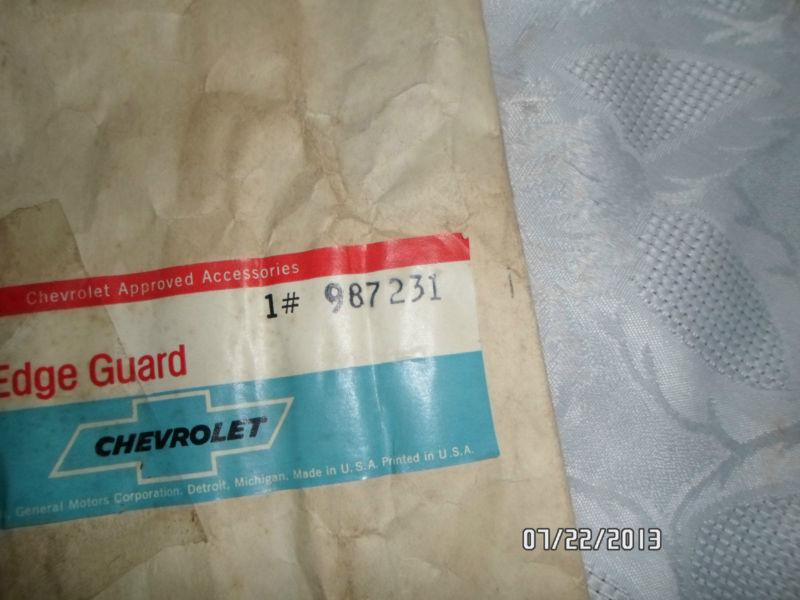 Chevrolet Approved Accessories
1# 987231
Edge Guard
CHEVROLET
General Motors Corporation. Detroit, Michigan. Made in U.S.A. Printed in U.S.A.
07/22/2013